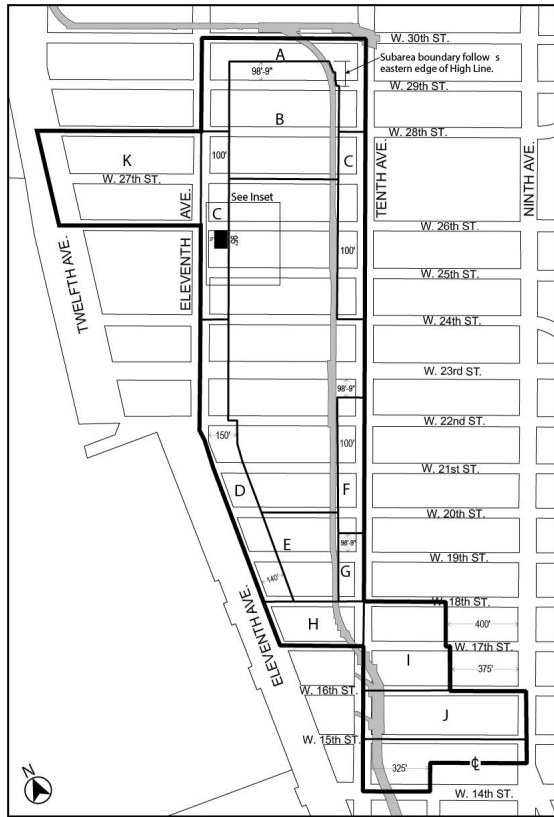 W. 30th ST.
A
Subarea boundary follow s
eastern edge of High Line.
98'-9"
W. 29th ST.
B
W. 28th ST.
K
100'
C
W. 27th ST.
AVE.
TENTH AVE.
NINTH AVE.
See Inset
C
W. 26th ST.
96
100'
ELEVENTH
W. 25th ST.
TWELFTH AVE.
W. 24th ST.
W. 23rd ST.
98'-9"
W. 22nd ST.
150'
100'
W. 21st ST.
D
F
W. 20th ST.
E
98'-9"
W. 19th ST.
140'
G
ELEVENTH AVE.
W. 18th ST.
H
400'
W. 17th ST.
I
375'
W. 16th ST.
J
W. 15th ST.
325'
℄
N
W. 14th ST.